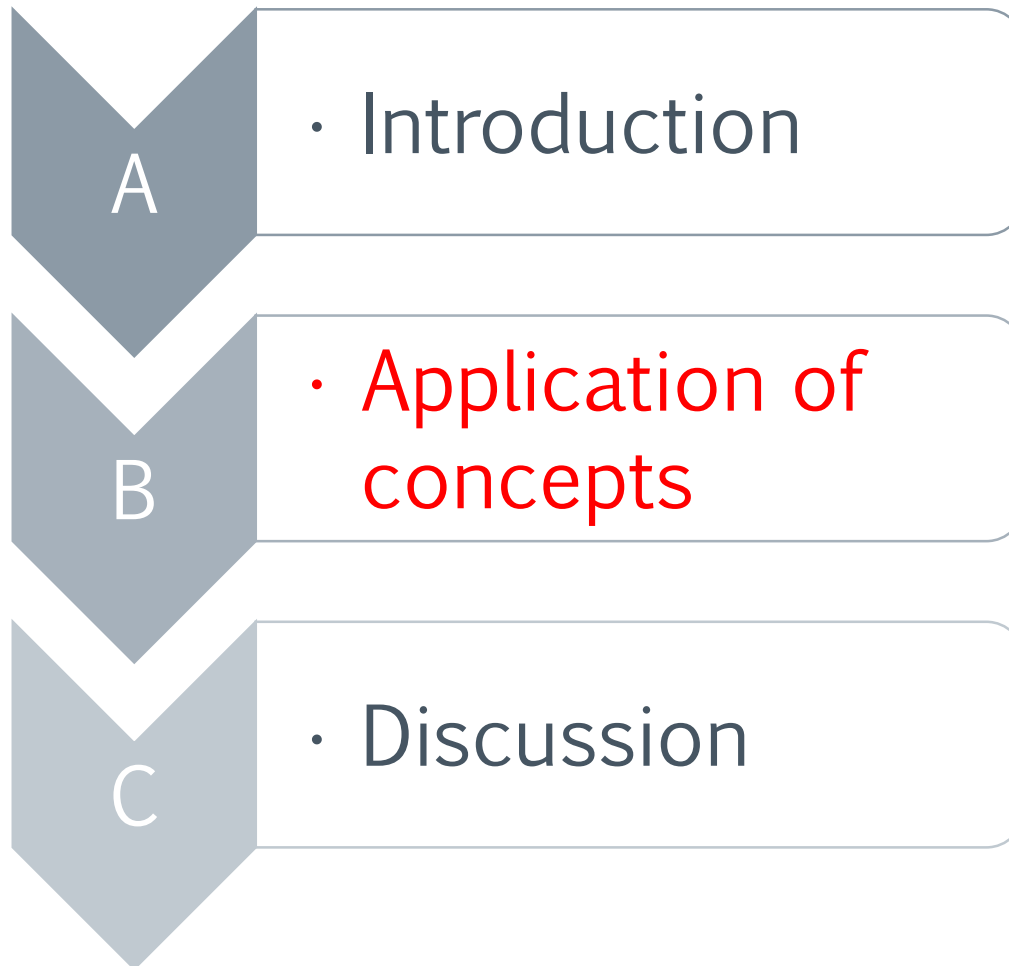 A
· Introduction
B
· Application of
concepts
C
· Discussion